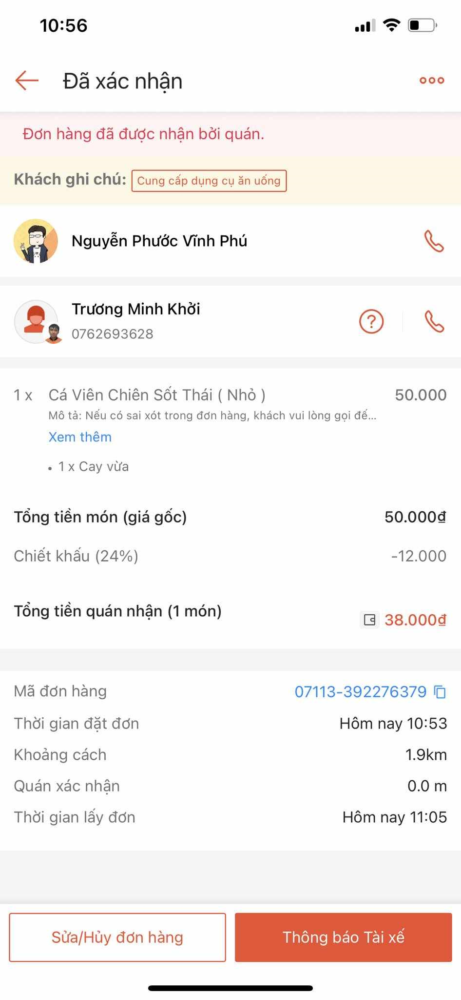 10:56
Đã xác nhận
Đơn hàng đã được nhận bởi quán.
Khách ghi chú: Cung cấp dụng cụ ăn uống
Nguyễn Phước Vĩnh Phú
Trương Minh Khởi
0762693628
?
1 x Cá Viên Chiên Sốt Thái ( Nhỏ ) 50.000
Mô tả: Nếu có sai xót trong đơn hàng, khách vui lòng gọi đế...
Xem thêm
• 1 x Cay vừa
Tổng tiền món (giá gốc) 50.000₫
Chiết khấu (24%) -12.000
Tổng tiền quán nhận (1 món) 38.000₫
Mã đơn hàng 07113-392276379
Thời gian đặt đơn Hôm nay 10:53
Khoảng cách 1.9km
Quán xác nhận 0.0 m
Thời gian lấy đơn Hôm nay 11:05
Sửa/Hủy đơn hàng
Thông báo Tài xế